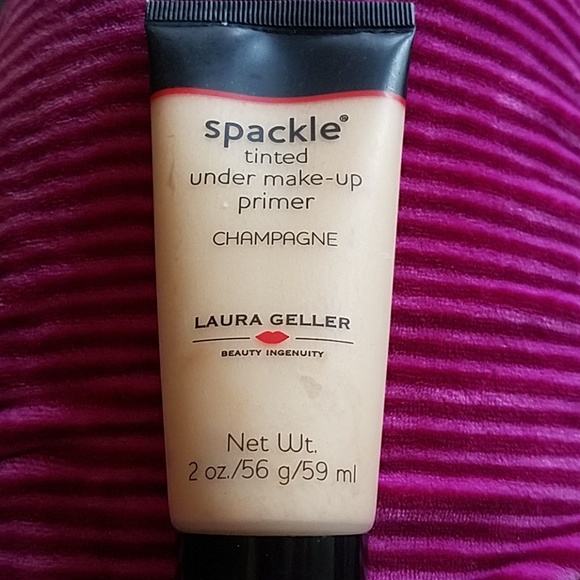 spackle®
tinted
under make-up
primer
CHAMPAGNE
LAURA GELLER
BEAUTY INGENUITY
Net Wt.
2 oz./56 g/59 ml